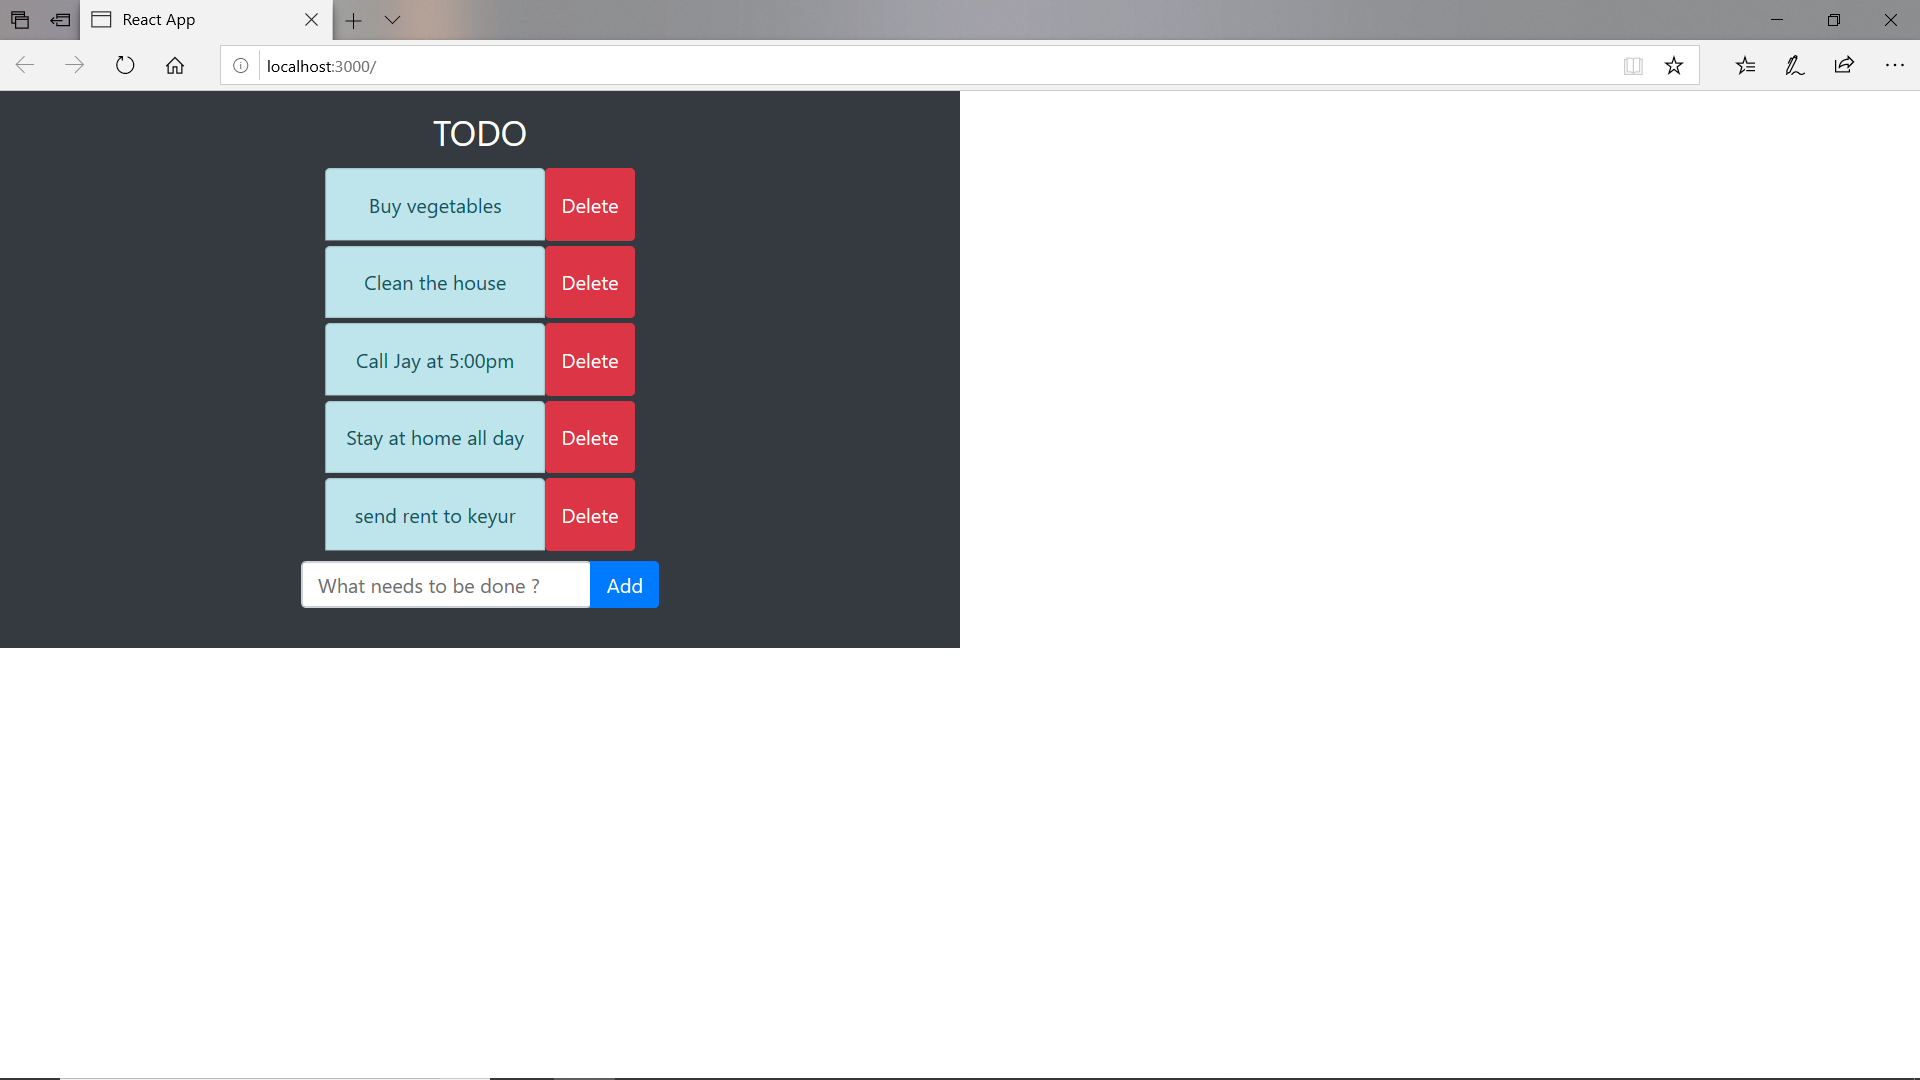 React App
localhost:3000/
TODO
Buy vegetables Delete
Clean the house Delete
Call Jay at 5:00pm Delete
Stay at home all day Delete
send rent to keyur Delete
What needs to be done ? Add